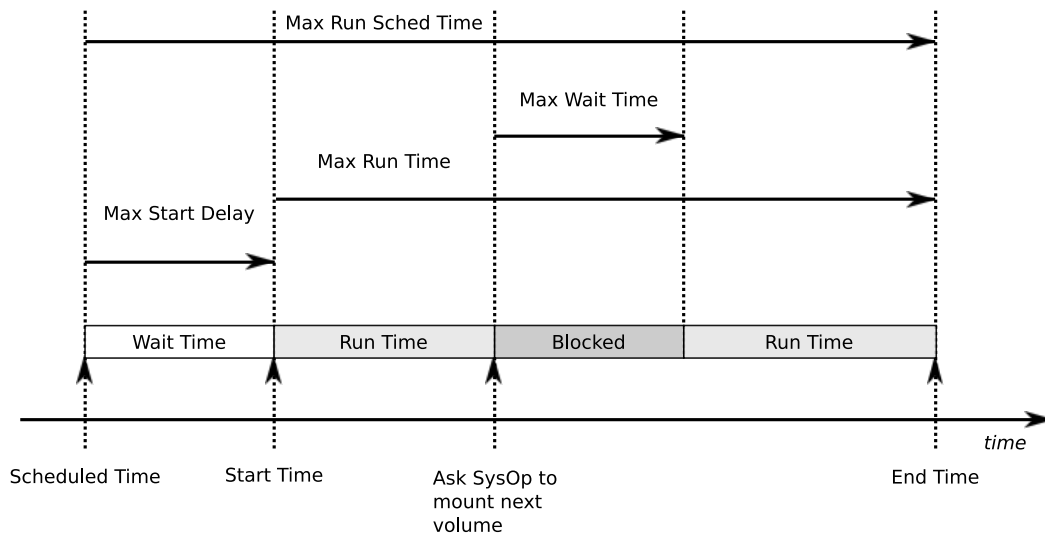 Max Run Sched Time
Max Wait Time
Max Run Time
Max Start Delay
Wait Time
Run Time
Blocked
Run Time
time
Scheduled Time
Start Time
Ask SysOp to
mount next
volume
End Time